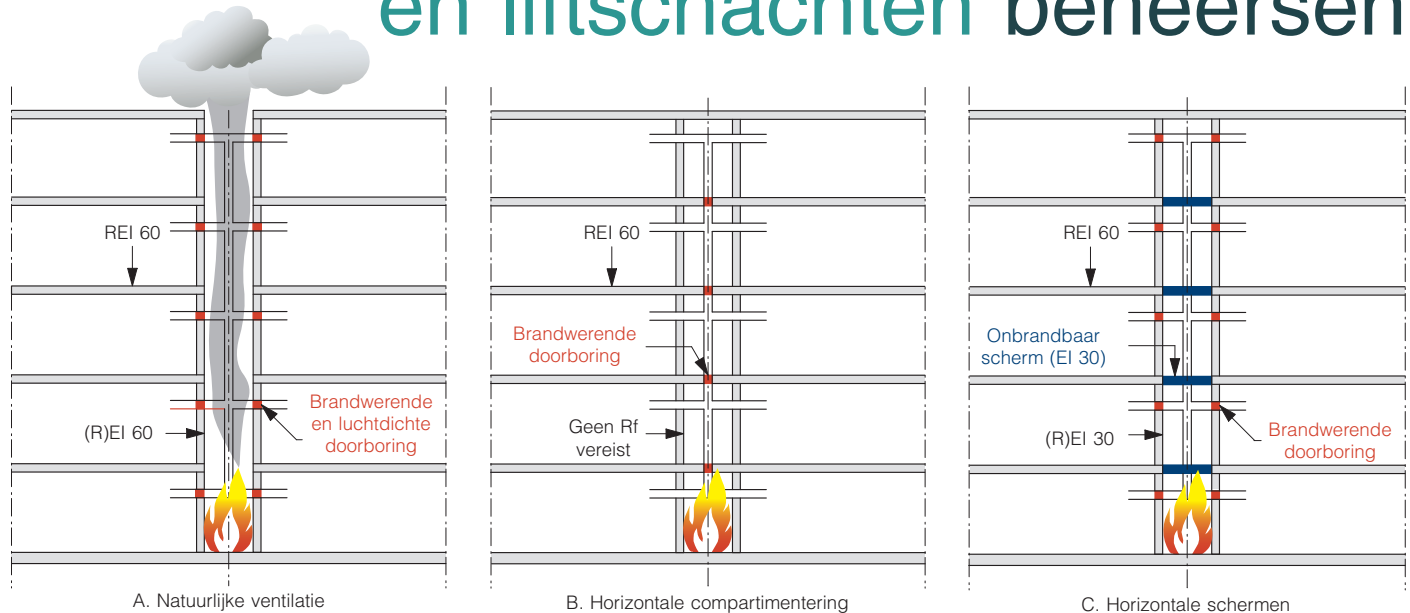 en liftschachten beheersen
REI 60
(R)EI 60
Brandwerende
en luchtdichte
doorboring
A. Natuurlijke ventilatie
REI 60
Brandwerende
doorboring
Geen Rf
vereist
B. Horizontale compartimentering
REI 60
Onbrandbaar
scherm (EI 30)
(R)EI 30
Brandwerende
doorboring
C. Horizontale schermen